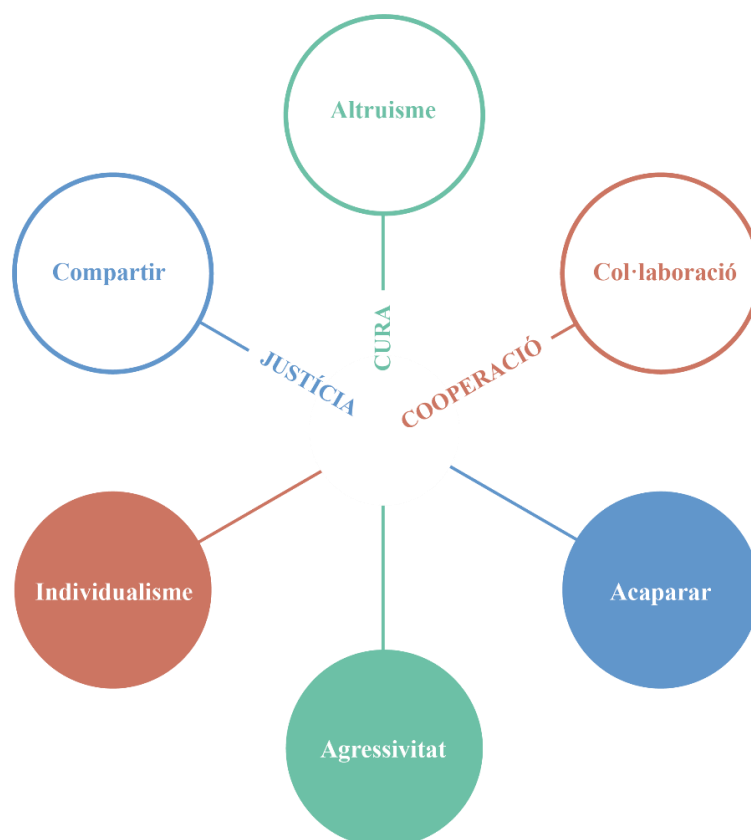 Altruisme
Compartir
Col·laboració
CURA
JUSTÍCIA
COOPERACIÓ
Individualisme
Acaparar
Agressivitat